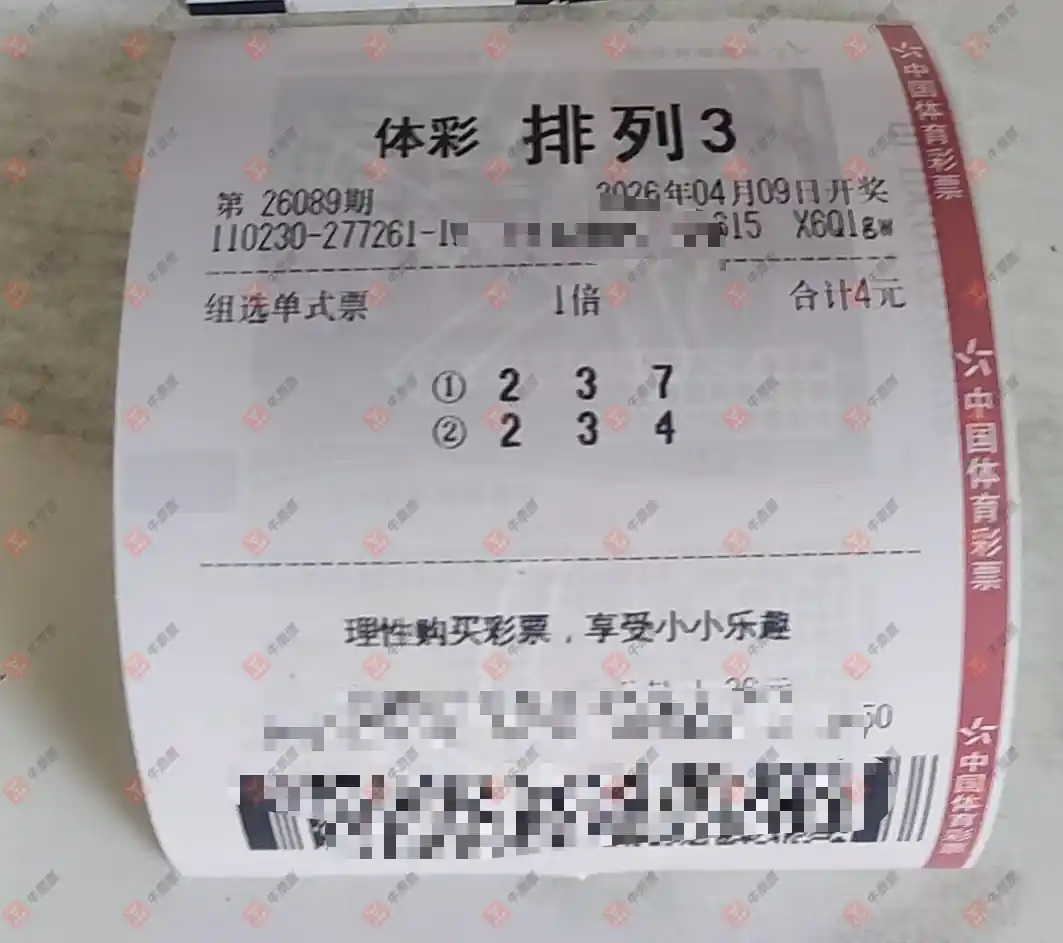 体彩 排列3
第 26089期 2026年04月09日开奖
110230-277261-1 615 X6Q1gw
组选单式票 1倍 合计4元
① 2 3 7
② 2 3 4
理性购买彩票，享受小小乐趣
50
中国体育彩票
中国体育彩票
中国体育彩票
牛鼎鼎